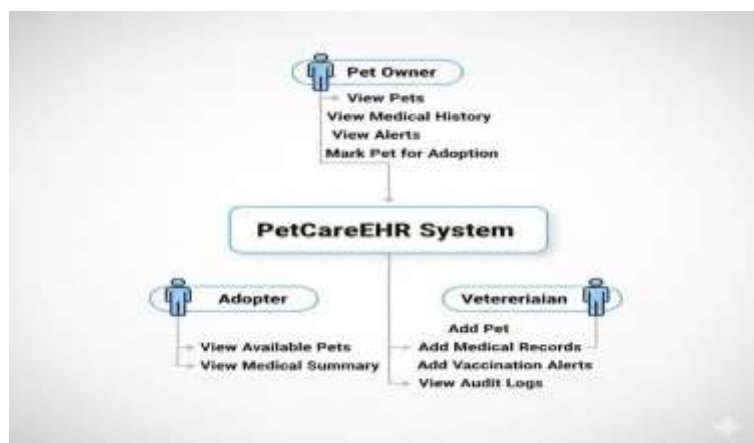 Pet Owner
View Pets
View Medical History
View Alerts
Mark Pet for Adoption
PetCareEHR System
Adopter
Vetereriaian
View Available Pets
View Medical Summary
Add Pet
Add Medical Records
Add Vaccination Alerts
View Audit Logs